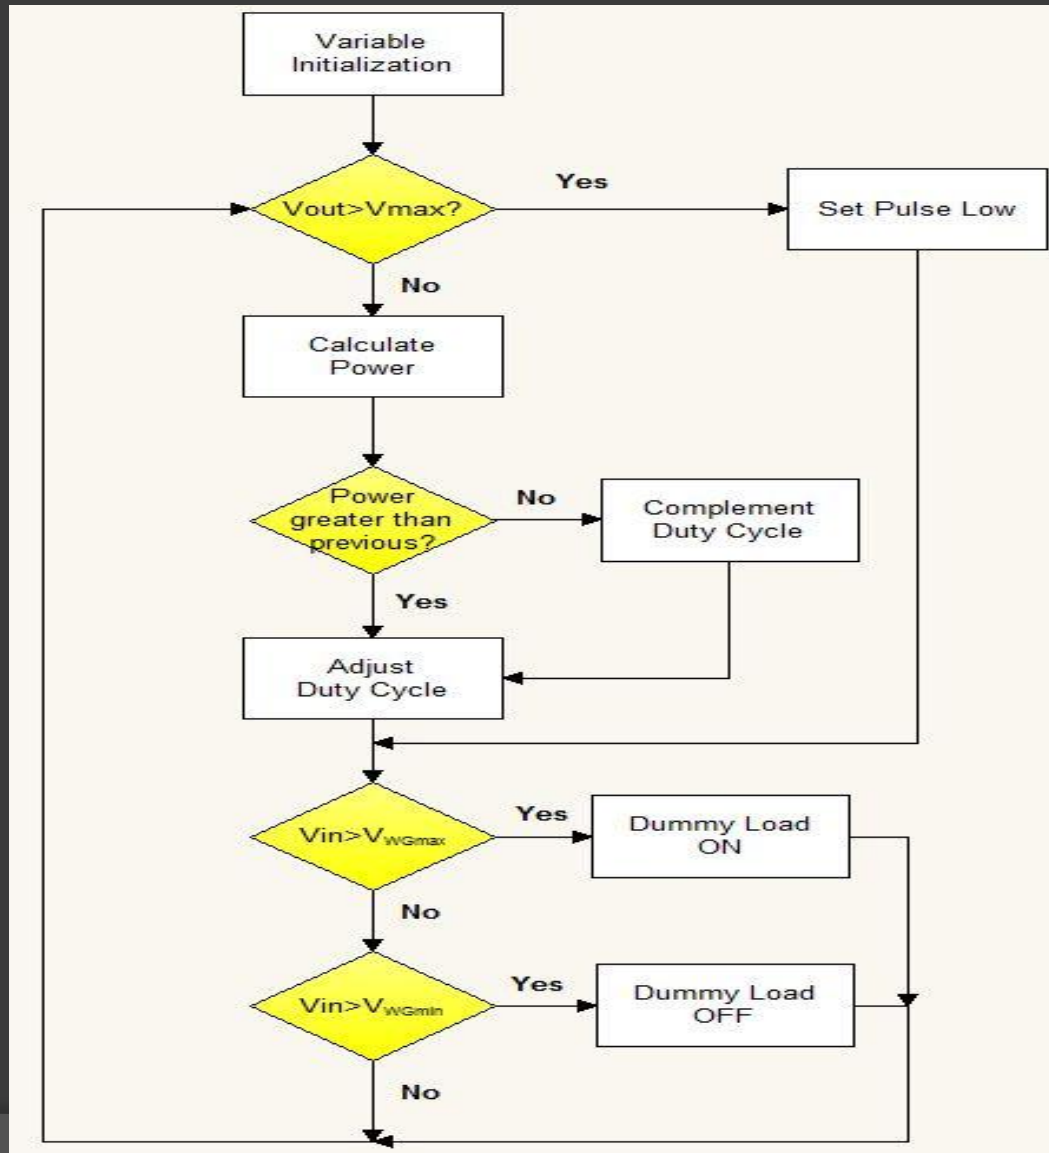 Variable
Initialization
Vout>Vmax?
Yes
Set Pulse Low
No
Calculate
Power
Power
greater than
previous?
No
Complement
Duty Cycle
Yes
Adjust
Duty Cycle
Vin>VWGmax
Yes
Dummy Load
ON
No
Vin>VWGmin
Yes
Dummy Load
OFF
No